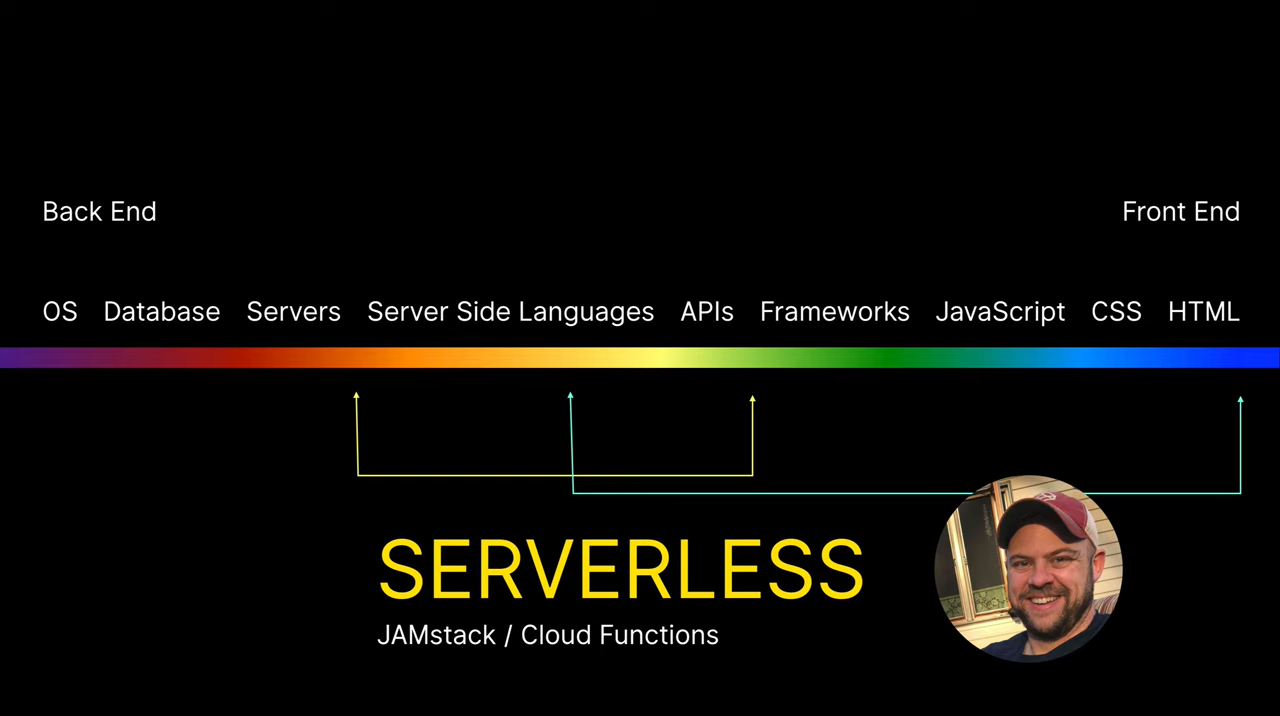 Back End Front End
OS Database Servers Server Side Languages APIs Frameworks JavaScript CSS HTML
SERVERLESS
JAMstack / Cloud Functions